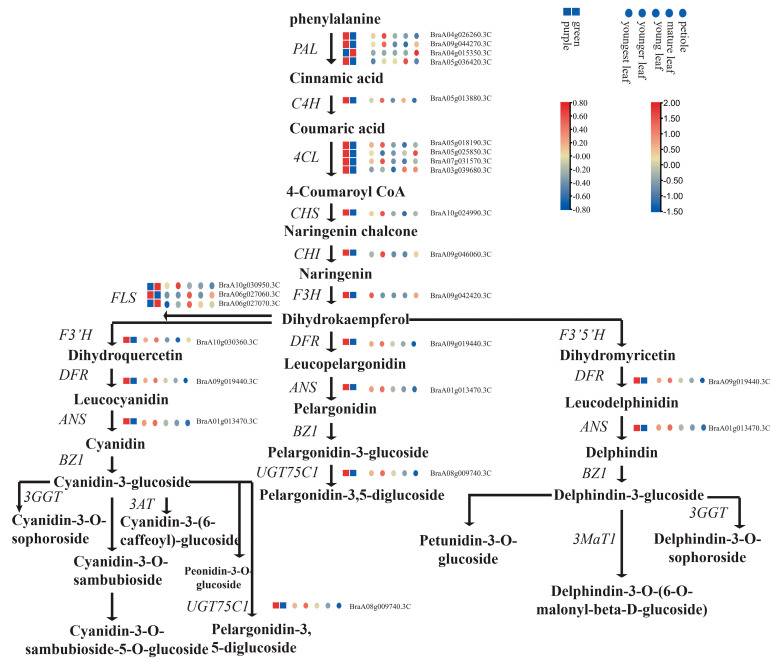 phenylalanine
PAL
BraA04g026260.3C
BraA09g044270.3C
BraA04g015350.3C
BraA05g036420.3C
green
purple
petiole
mature leaf
young leaf
younger leaf
youngest leaf
Cinnamic acid
C4H
BraA05g013880.3C
Coumaric acid
4CL
BraA05g018190.3C
BraA05g025850.3C
BraA07g031570.3C
BraA03g039680.3C
0.80
0.60
0.40
0.20
-0.00
-0.20
-0.40
-0.60
-0.80
2.00
1.50
1.00
0.50
0.00
-0.50
-1.00
-1.50
4-Coumaroyl CoA
CHS
BraA10g024990.3C
Naringenin chalcone
CHI
BraA09g046060.3C
Naringenin
F3H
BraA09g042420.3C
FLS
BraA10g030950.3C
BraA06g027060.3C
BraA06g027070.3C
Dihydrokaempferol
F3’H
BraA10g030360.3C
DFR
BraA09g019440.3C
F3’5’H
Dihydroquercetin
Leucopelargonidin
Dihydromyricetin
DFR
BraA09g019440.3C
ANS
BraA01g013470.3C
DFR
BraA09g019440.3C
Leucocyanidin
Pelargonidin
Leucodelphinidin
ANS
BraA01g013470.3C
BZ1
ANS
BraA01g013470.3C
Cyanidin
Pelargonidin-3-glucoside
Delphindin
BZ1
UGT75C1
BraA08g009740.3C
BZ1
Cyanidin-3-glucoside
Pelargonidin-3,5-diglucoside
Delphindin-3-glucoside
3GGT
3AT
3GGT
Cyanidin-3-O-
sophoroside
Cyanidin-3-(6-
caffeoyl)-glucoside
Petunidin-3-O-
glucoside
3MaT1
Delphindin-3-O-
sophoroside
Cyanidin-3-O-
sambubioside
Peonidin-3-O-
glucoside
Delphindin-3-O-(6-O-
malonyl-beta-D-glucoside)
UGT75C1
BraA08g009740.3C
Cyanidin-3-O-
sambubioside-5-O-glucoside
Pelargonidin-3,
5-diglucoside